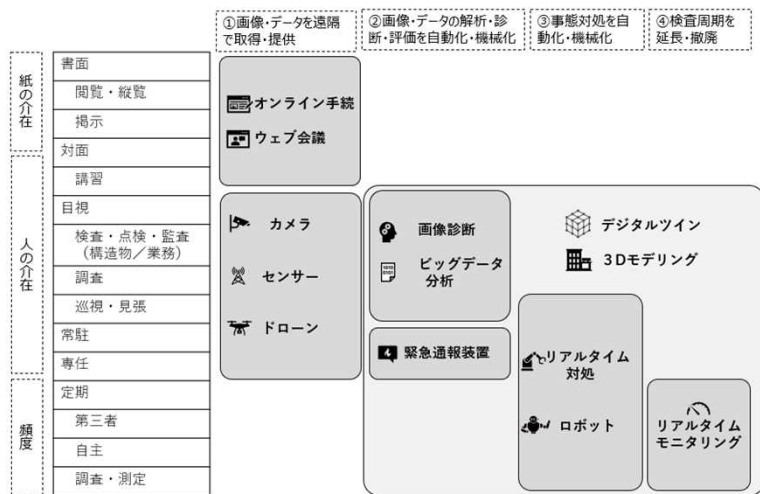 ①画像・データを遠隔
で取得・提供
②画像・データの解析・診
断・評価を自動化・機械化
③事態対処を自
動化・機械化
④検査周期を
延長・撤廃
紙の介在
書面
閲覧・縦覧
掲示
オンライン手続
ウェブ会議
人の介在
対面
講習
目視
検査・点検・監査
（構造物／業務）
調査
巡視・見張
常駐
専任
カメラ
センサー
ドローン
画像診断
ビッグデータ
分析
緊急通報装置
デジタルツイン
３Dモデリング
リアルタイム
対処
ロボット
頻度
定期
第三者
自主
調査・測定
リアルタイム
モニタリング